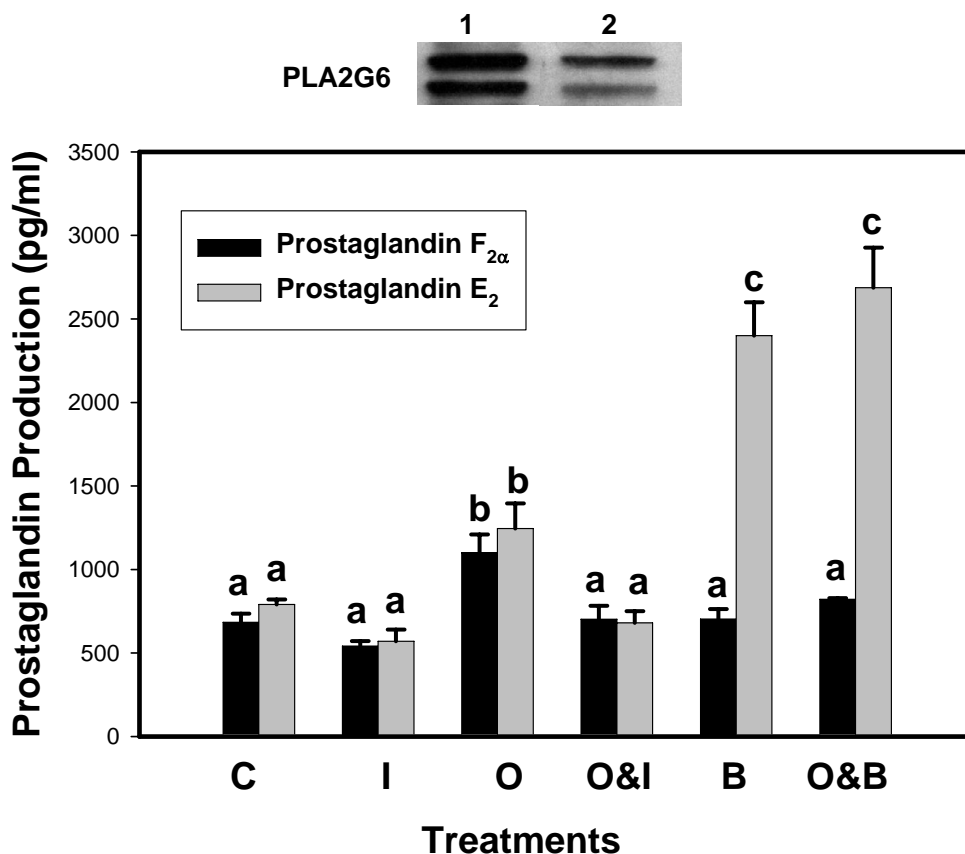 1 2
PLA2G6
Prostaglandin Production (pg/ml)
3500
3000
2500
2000
1500
1000
500
0
Prostaglandin F2α
Prostaglandin E2
a a a a b b a a a c a c
C I O O&I B O&B
Treatments